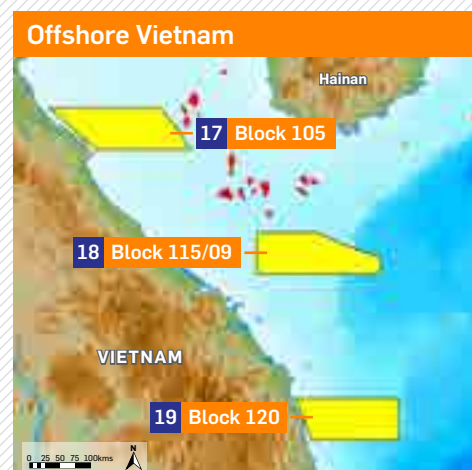 Offshore Vietnam
Hainan
17 Block 105
18 Block 115/09
VIETNAM
19 Block 120
0 25 50 75 100kms
N